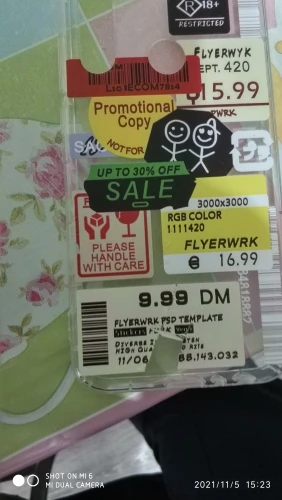 R 18+
RESTRICTED
FLYERWYK
EPT. 420
$15.99
Promotional
Copy
NOT FOR
SA
UP TO 30% OFF
SALE
3000x3000
RGB COLOR
1111420
FLYERWRK
16.99
PLEASE
HANDLE
WITH CARE
9.99 DM
FLYERWRK PSD TEMPLATE
11/06
88.143.032
SHOT ON MI 6
MI DUAL CAMERA
2021/11/5 15:23